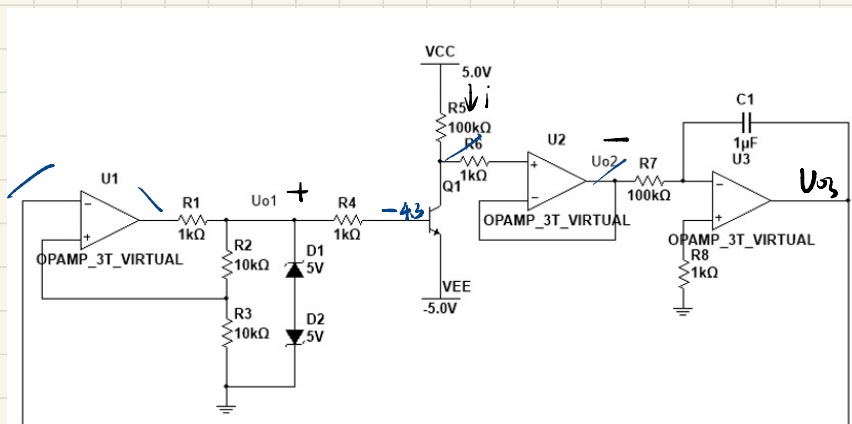 VCC
5.0V
R5
↓i
100kΩ
R6
1kΩ
Q1
U2
−
Uo2
R7
100kΩ
C1
1µF
U3
Uo3
U1
R1
1kΩ
Uo1
+
R4
1kΩ
-4.3
OPAMP_3T_VIRTUAL
OPAMP_3T_VIRTUAL
OPAMP_3T_VIRTUAL
R2
10kΩ
D1
5V
R8
1kΩ
VEE
-5.0V
R3
10kΩ
D2
5V